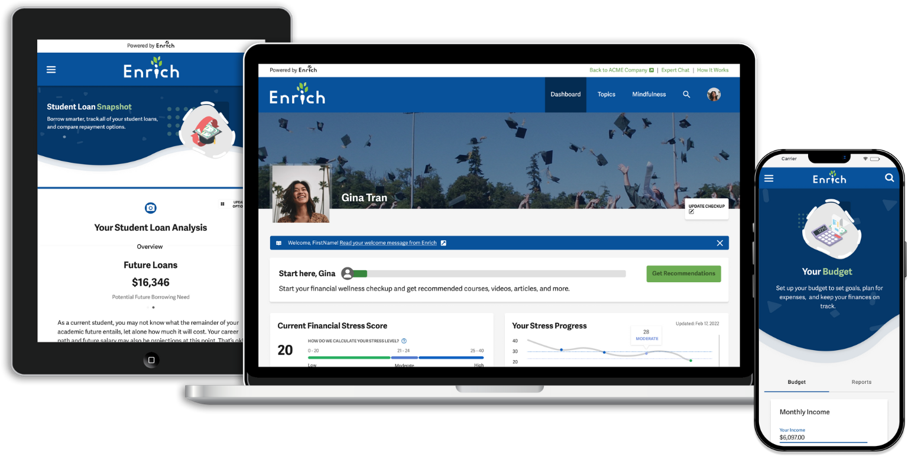 Powered by Enrich
Enrich
Student Loan Snapshot
Borrow smarter, track all of your student loans,
and compare repayment options.
Your Student Loan Analysis
Overview
Future Loans
$16,346
Potential Future Borrowing Need
As a current student, you may not know what the remainder of your
academic future entails, let alone how much it will cost. Your career
path and future salary may also be projections at this point. That's
Powered by Enrich
Back to ACME Company | Expert Chat | How It Works
Enrich
Dashboard
Topics
Mindfulness
Gina Tran
UPDATE CHECKUP
Welcome, FirstName! Read your welcome message from Enrich
Start here, Gina
Get Recommendations
Start your financial wellness checkup and get recommended courses, videos, articles, and more.
Current Financial Stress Score
20
HOW DO WE CALCULATE YOUR STRESS LEVEL?
0 - 20
21 - 24
25 - 40
Low
Moderate
High
Your Stress Progress
Updated: Feb 17, 2022
28
MODERATE
40
30
20
Carrier
Enrich
Your Budget
Set up your budget to set goals, plan for
expenses, and keep your finances on
track.
Budget
Reports
Monthly Income
Your Income
$6,097.00